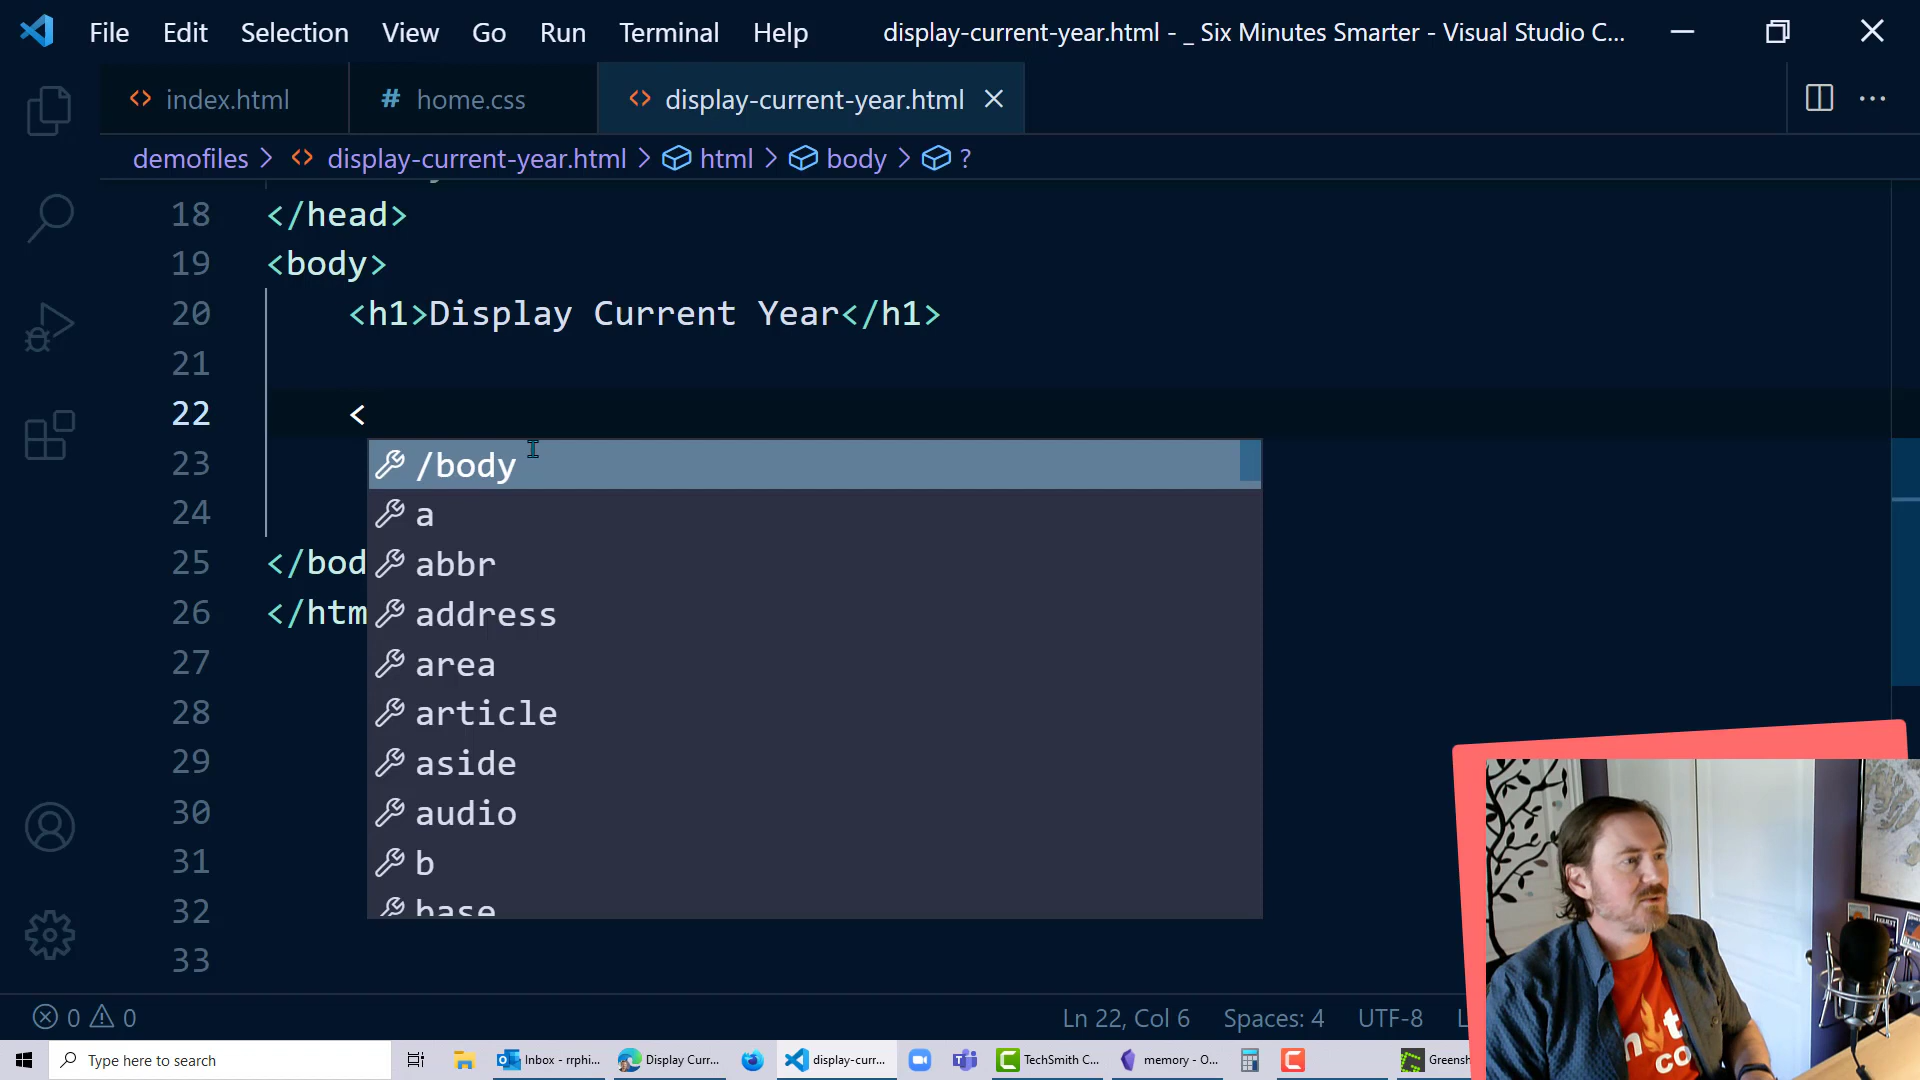 File Edit Selection View Go Run Terminal Help display-current-year.html - _ Six Minutes Smarter - Visual Studio C...
<> index.html # home.css <> display-current-year.html
demofiles > <> display-current-year.html > html > body > ?
18 </head>
19 <body>
20 <h1>Display Current Year</h1>
21
22 <
23 /body
24 a
25 </bod abbr
26 </htm address
27 area
28 article
29 aside
30 audio
31 b
32 base
33
0 0 Ln 22, Col 6 Spaces: 4 UTF-8
Type here to search Inbox - rrphi... Display Curr... display-curr... TechSmith C... memory - O... Greensh